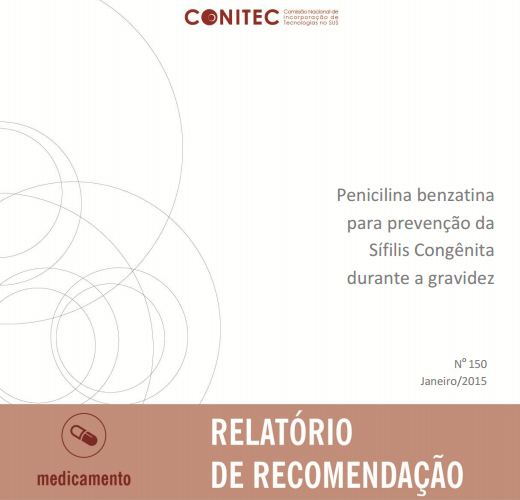 CONITEC
Comissão Nacional de
Incorporação de
Tecnologias no SUS
Penicilina benzatina
para prevenção da
Sífilis Congênita
durante a gravidez
Nº 150
Janeiro/2015
medicamento
RELATÓRIO
DE RECOMENDAÇÃO